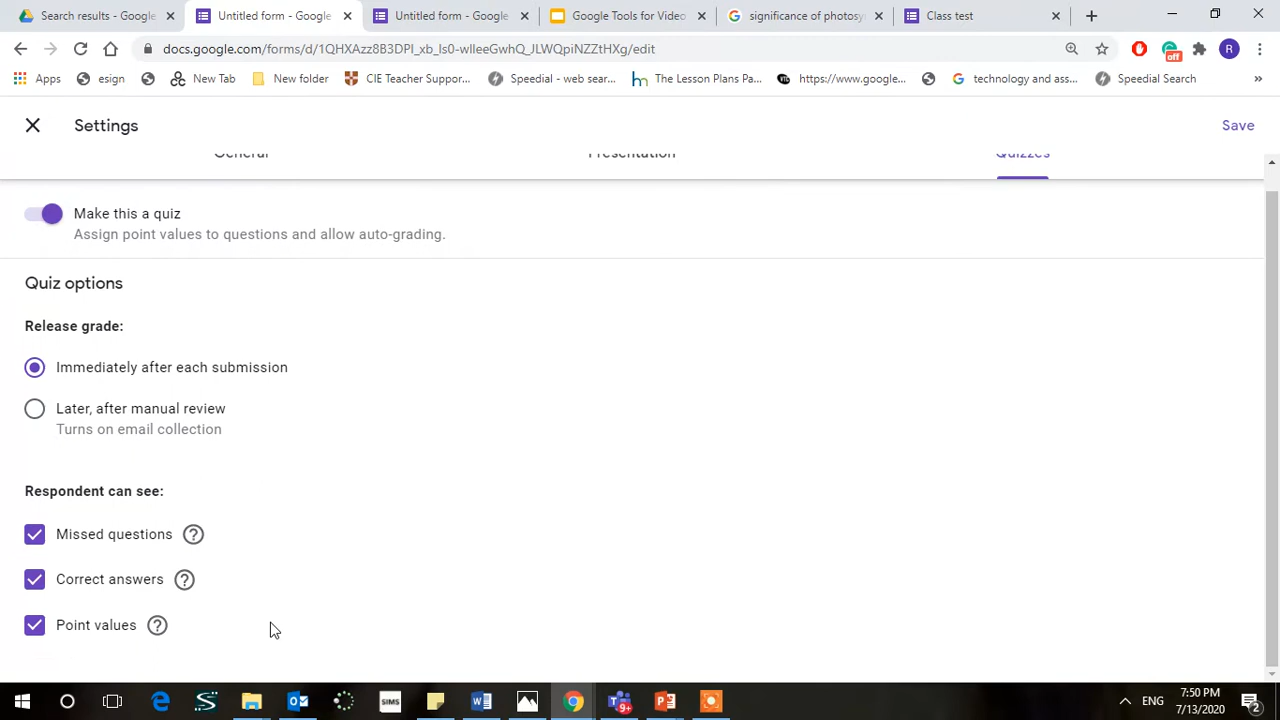 Search results - Google
Untitled form - Google
Untitled form - Google
Google Tools for Video
significance of photosy
Class test
docs.google.com/forms/d/1QHXAzz8B3DPI_xb_ls0-wlleeGwhQ_JLWQpiNZZtHXg/edit
off
R
Apps
esign
New Tab
New folder
CIE Teacher Suppor...
Speedial - web sear...
The Lesson Plans Pa...
https://www.google...
technology and ass...
Speedial Search
»
Settings
Save
General
Presentation
Quizzes
Make this a quiz
Assign point values to questions and allow auto-grading.
Quiz options
Release grade:
Immediately after each submission
Later, after manual review
Turns on email collection
Respondent can see:
Missed questions
Correct answers
Point values
SIMS
9+
ENG
7:50 PM
7/13/2020
2